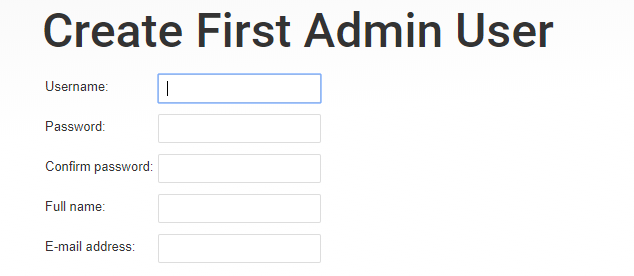 Create First Admin User
Username:
Password:
Confirm password:
Full name:
E-mail address: